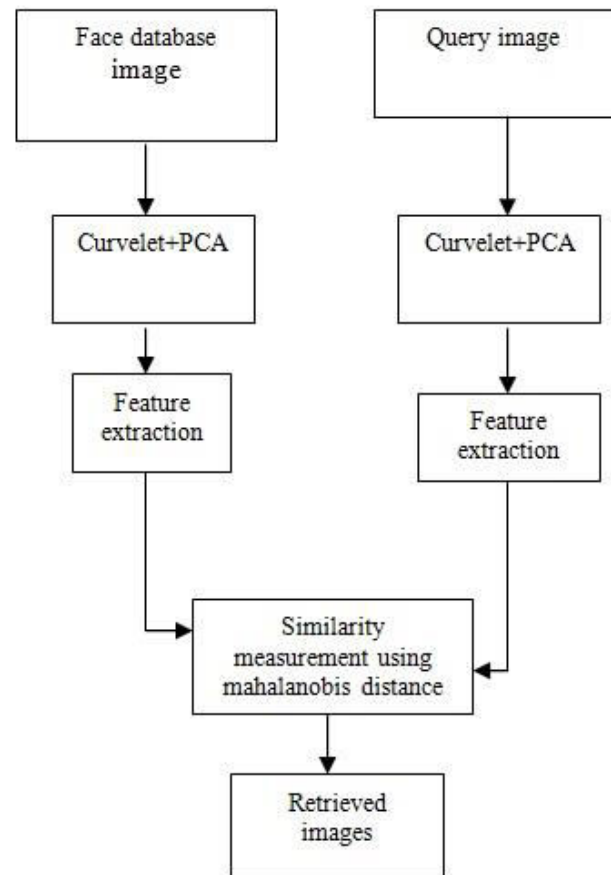 Face database
image
Query image
Curvelet+PCA
Curvelet+PCA
Feature
extraction
Feature
extraction
Similarity
measurement using
mahalanobis distance
Retrieved
images